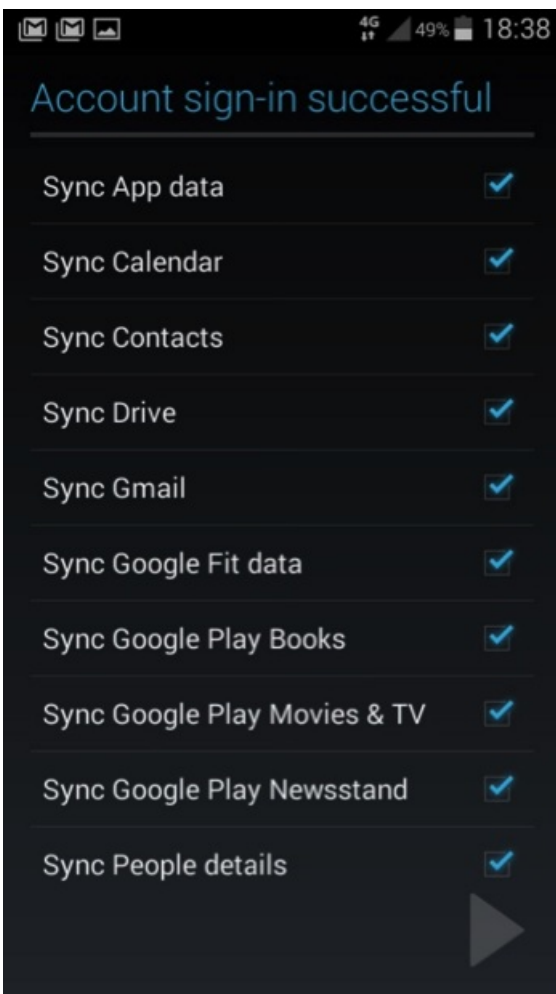 4G 49% 18:38
Account sign-in successful
Sync App data
Sync Calendar
Sync Contacts
Sync Drive
Sync Gmail
Sync Google Fit data
Sync Google Play Books
Sync Google Play Movies & TV
Sync Google Play Newsstand
Sync People details